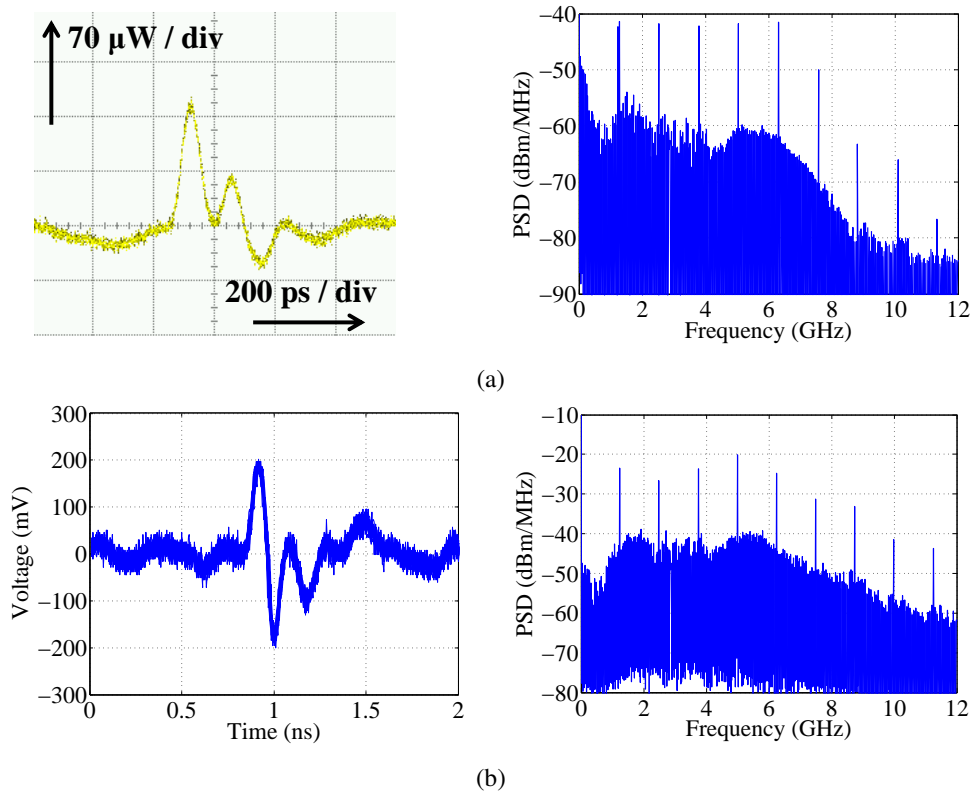 70 μW / div
200 ps / div
−40
−50
−60
−70
−80
−90
PSD (dBm/MHz)
0 2 4 6 8 10 12
Frequency (GHz)
(a)
300
200
100
0
−100
−200
−300
Voltage (mV)
0 0.5 1 1.5 2
Time (ns)
−10
−20
−30
−40
−50
−60
−70
−80
PSD (dBm/MHz)
0 2 4 6 8 10 12
Frequency (GHz)
(b)